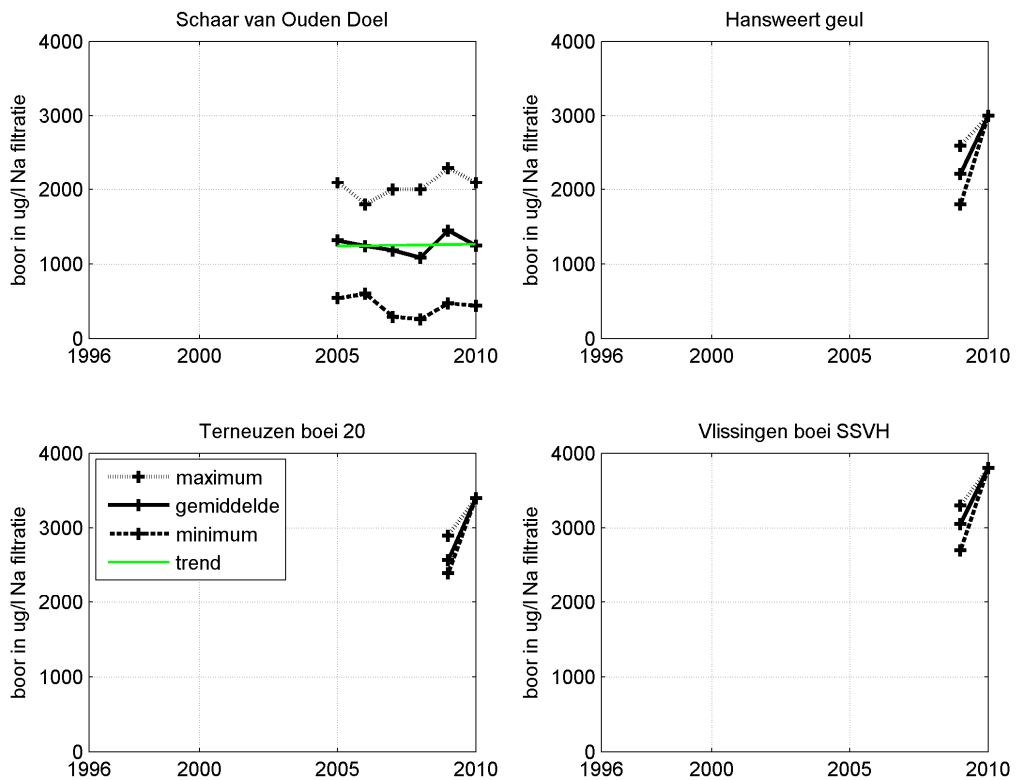 Schaar van Ouden Doel
boor in ug/l Na filtratie
4000
3000
2000
1000
0
1996 2000 2005 2010
Hansweert geul
boor in ug/l Na filtratie
4000
3000
2000
1000
0
1996 2000 2005 2010
Terneuzen boei 20
boor in ug/l Na filtratie
4000
3000
2000
1000
0
maximum
gemiddelde
minimum
trend
1996 2000 2005 2010
Vlissingen boei SSVH
boor in ug/l Na filtratie
4000
3000
2000
1000
0
1996 2000 2005 2010